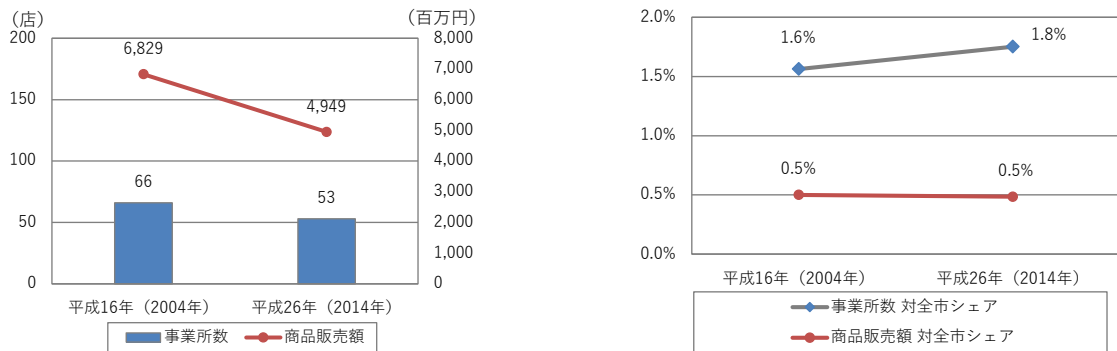 （店）
（百万円）
200
150
100
50
0
8,000
7,000
6,000
5,000
4,000
3,000
2,000
1,000
0
6,829
4,949
66
53
平成16年（2004年）
平成26年（2014年）
事業所数
商品販売額
2.0%
1.5%
1.0%
0.5%
0.0%
1.6%
1.8%
0.5%
0.5%
平成16年（2004年）
平成26年（2014年）
事業所数 対全市シェア
商品販売額 対全市シェア